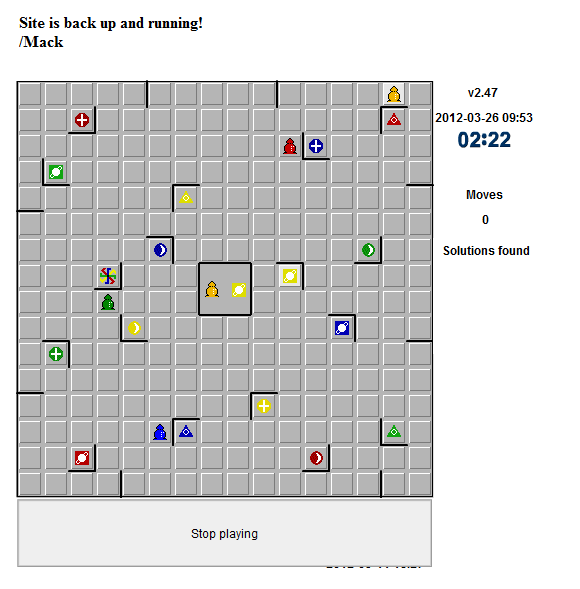 Site is back up and running!
/Mack
v2.47
2012-03-26 09:53
02:22
Moves
0
Solutions found
Stop playing